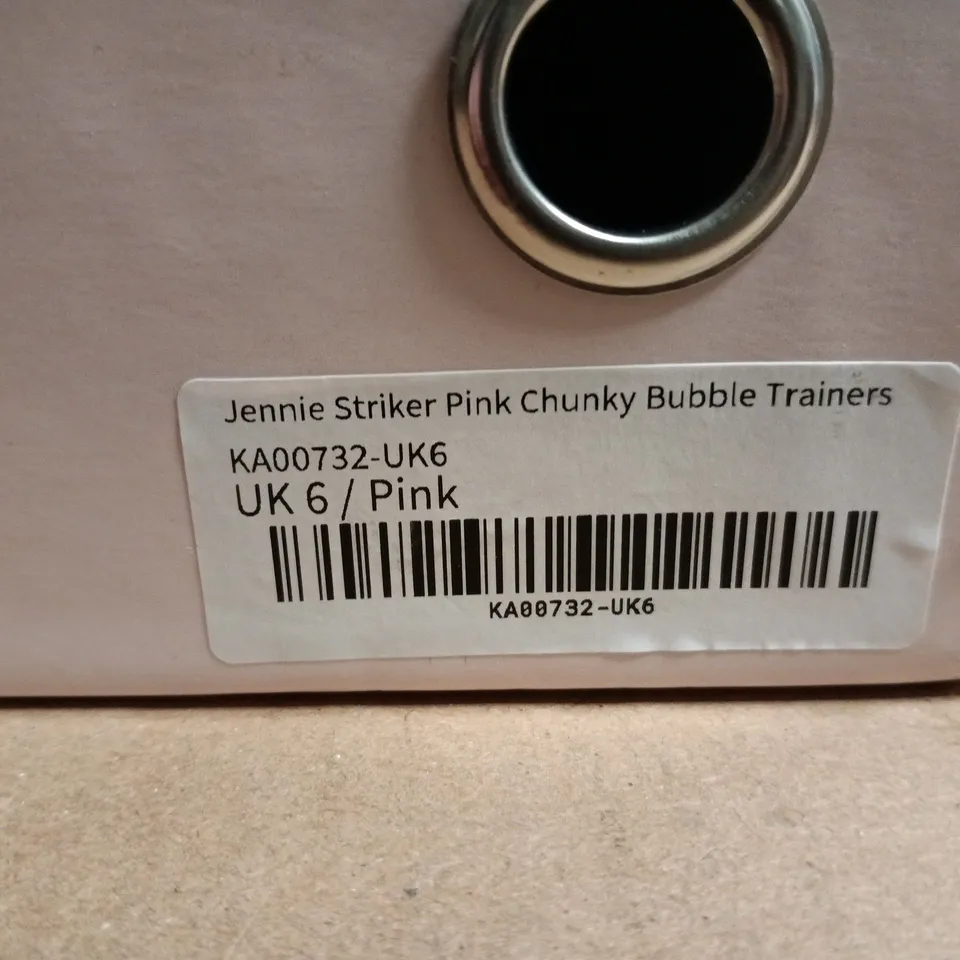 Jennie Striker Pink Chunky Bubble Trainers
KA00732-UK6
UK 6 / Pink
KA00732-UK6